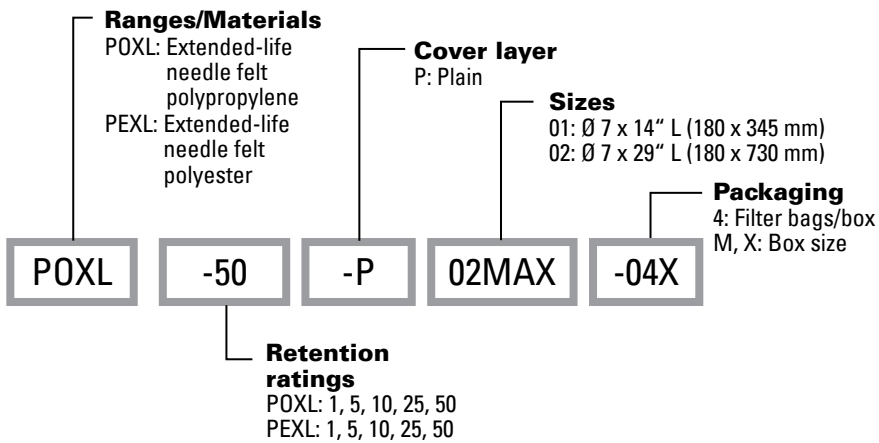 Ranges/Materials
POXL: Extended-life
needle felt
polypropylene
PEXL: Extended-life
needle felt
polyester
Cover layer
P: Plain
Sizes
01: Ø 7 x 14“ L (180 x 345 mm)
02: Ø 7 x 29“ L (180 x 730 mm)
Packaging
4: Filter bags/box
M, X: Box size
POXL -50 -P 02MAX -04X
Retention
ratings
POXL: 1, 5, 10, 25, 50
PEXL: 1, 5, 10, 25, 50